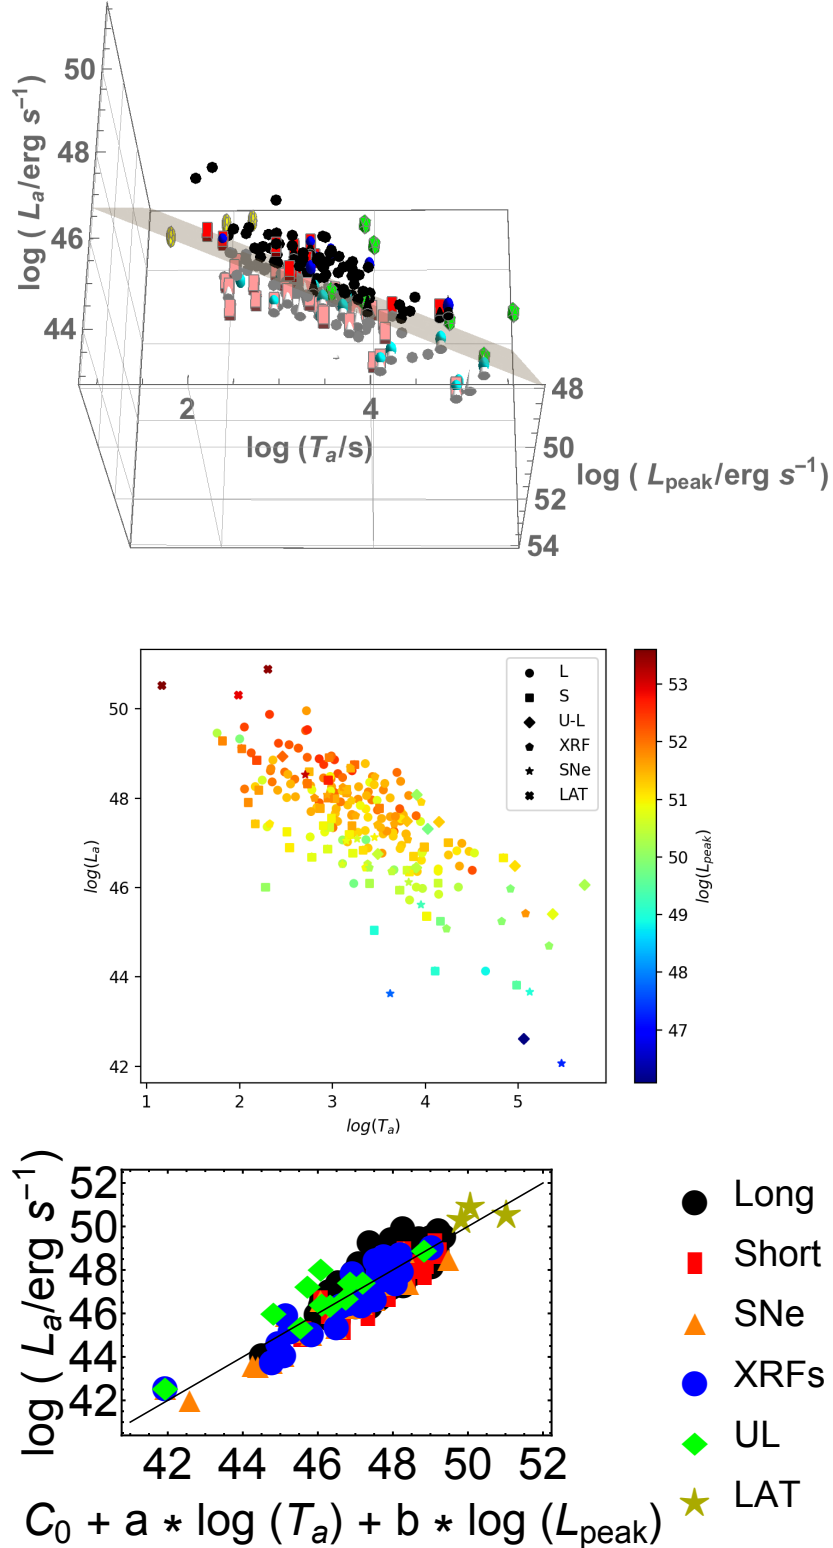 50
48
46
44
log ( Lₐ/erg s⁻¹)
2
4
log (Tₐ/s)
48
50
52
54
log ( L_peak/erg s⁻¹)
50
48
46
44
42
log(Lₐ)
1
2
3
4
5
log(Tₐ)
L
S
U-L
XRF
SNe
LAT
53
52
51
50
49
48
47
log(L_peak)
52
50
48
46
44
42
log ( Lₐ/erg s⁻¹)
42 44 46 48 50 52
C₀ + a * log (Tₐ) + b * log (L_peak)
Long
Short
SNe
XRFs
UL
LAT